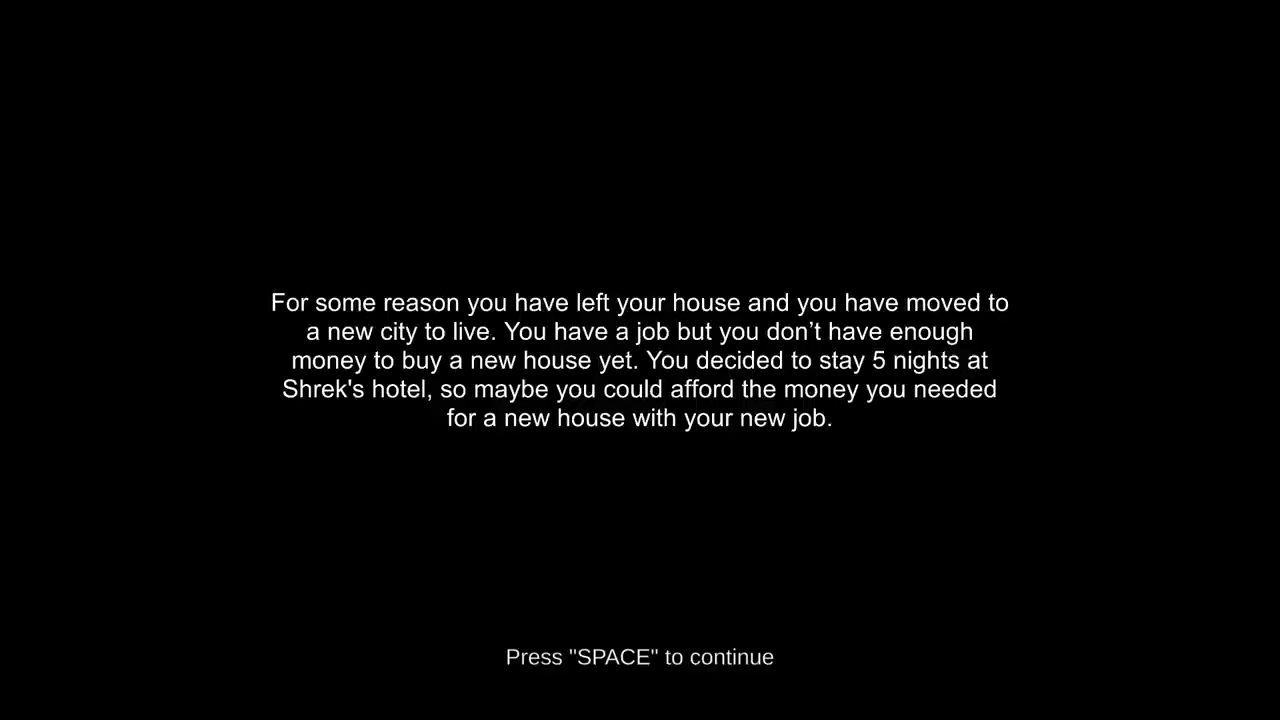 For some reason you have left your house and you have moved to
a new city to live. You have a job but you don’t have enough
money to buy a new house yet. You decided to stay 5 nights at
Shrek's hotel, so maybe you could afford the money you needed
for a new house with your new job.
Press "SPACE" to continue